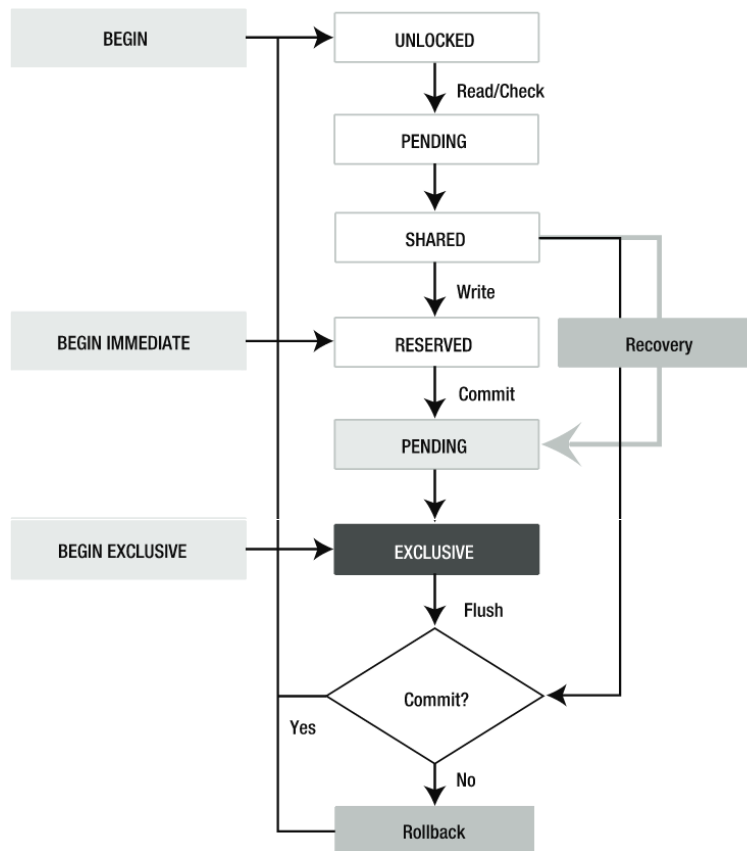 BEGIN
UNLOCKED
Read/Check
PENDING
SHARED
Write
BEGIN IMMEDIATE
RESERVED
Recovery
Commit
PENDING
BEGIN EXCLUSIVE
EXCLUSIVE
Flush
Commit?
Yes
No
Rollback